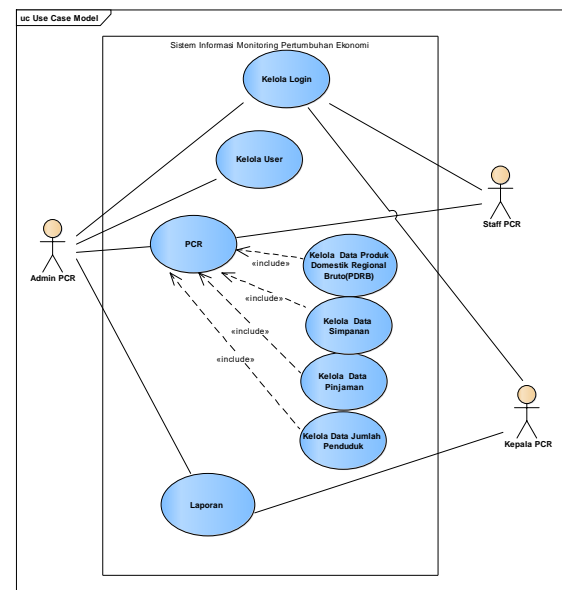 uc Use Case Model
Sistem Informasi Monitoring Pertumbuhan Ekonomi
Kelola Login
Kelola User
Staff PCR
Admin PCR
PCR
«include»
Kelola Data Produk
Domestik Regional
Bruto(PDRB)
«include»
Kelola Data
Simpanan
«include»
«include»
Kelola Data
Pinjaman
Kelola Data Jumlah
Penduduk
Kepala PCR
Laporan